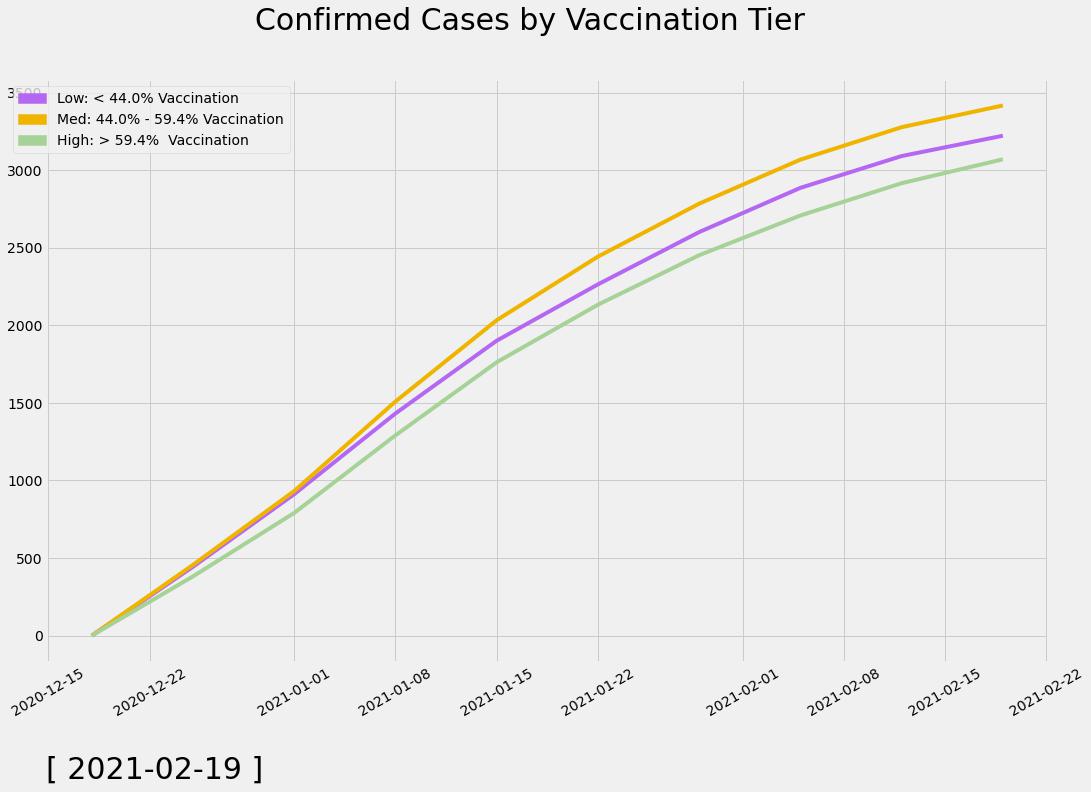 Confirmed Cases by Vaccination Tier
3500
Low: < 44.0% Vaccination
Med: 44.0% - 59.4% Vaccination
High: > 59.4%  Vaccination
3000
2500
2000
1500
1000
500
0
2020-12-15 2020-12-22 2021-01-01 2021-01-08 2021-01-15 2021-01-22 2021-02-01 2021-02-08 2021-02-15 2021-02-22
[ 2021-02-19 ]